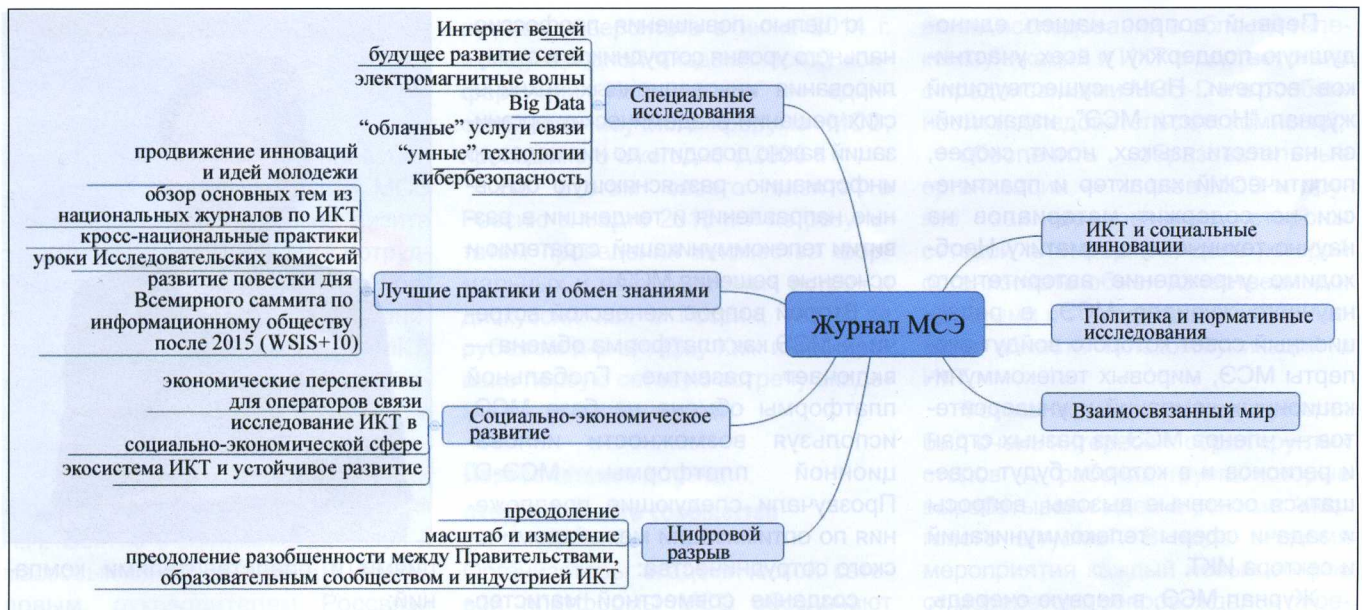 Интернет вещей
будущее развитие сетей
электромагнитные волны
Big Data
“облачные” услуги связи
“умные” технологии
кибербезопасность
Специальные
исследования
продвижение инноваций
и идей молодежи
обзор основных тем из
национальных журналов по ИКТ
кросс-национальные практики
уроки Исследовательских комиссий
развитие повестки дня
Всемирного саммита по
информационному обществу
после 2015 (WSIS+10)
Лучшие практики и обмен знаниями
экономические перспективы
для операторов связи
исследование ИКТ в
социально-экономической сфере
экосистема ИКТ и устойчивое развитие
Социально-экономическое
развитие
преодоление
масштаб и измерение
преодоление разобщенности между Правительствами,
образовательным сообществом и индустрией ИКТ
Цифровой
разрыв
Журнал МСЭ
ИКТ и социальные
инновации
Политика и нормативные
исследования
Взаимосвязанный мир